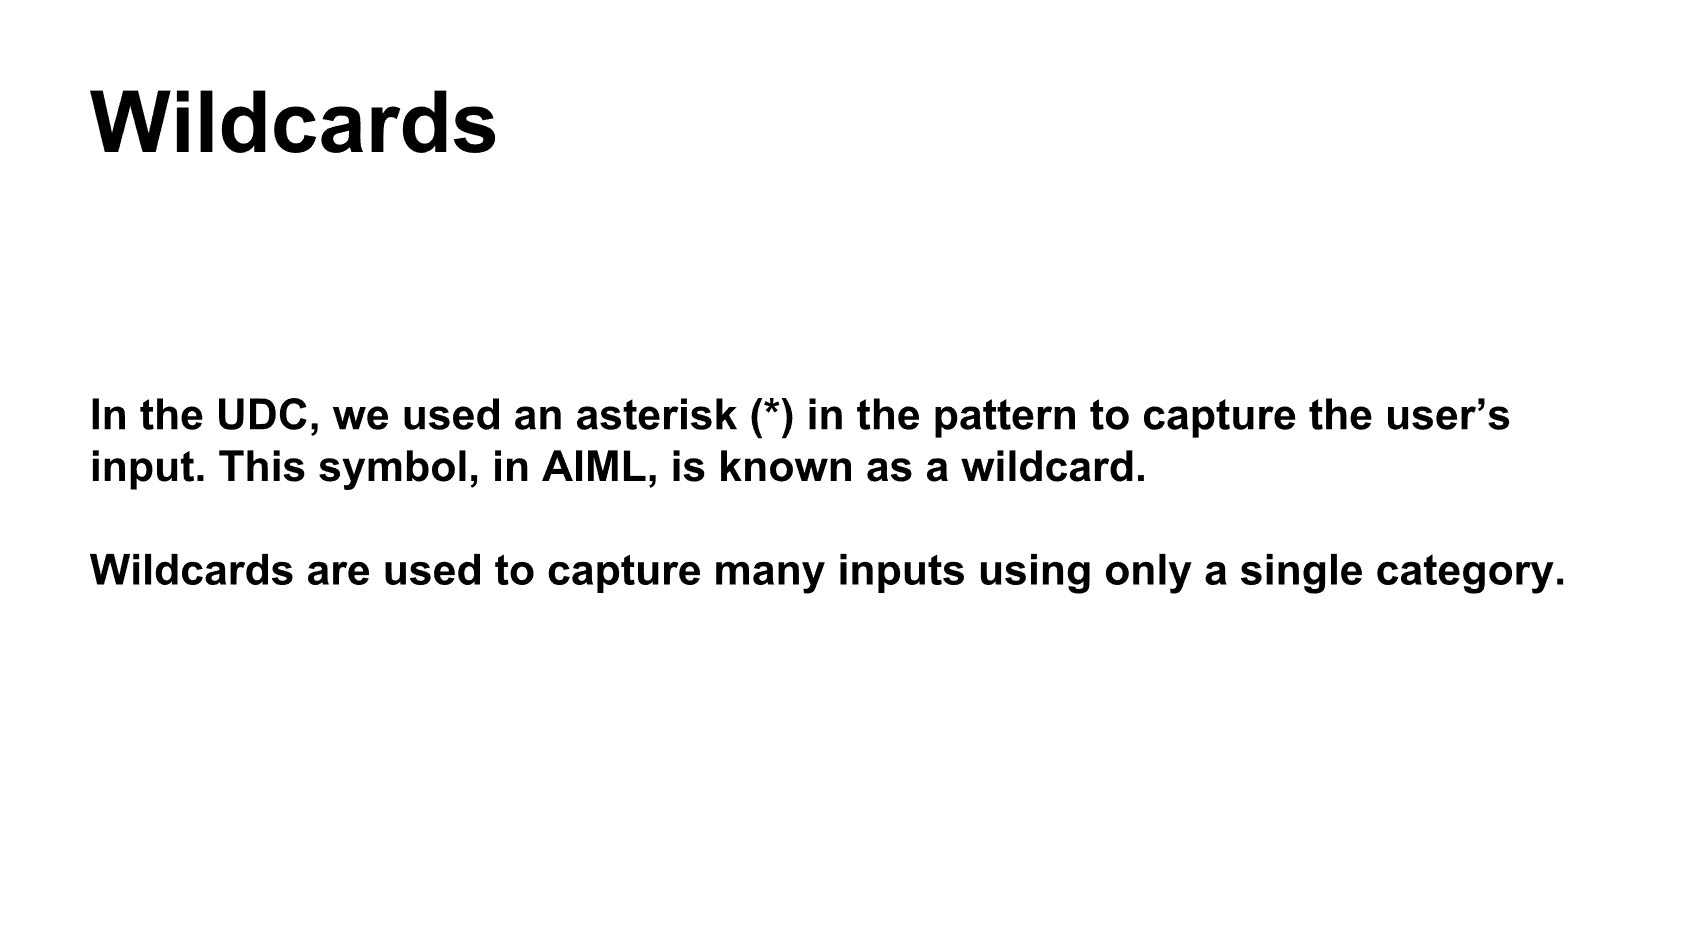 Wildcards
In the UDC, we used an asterisk (*) in the pattern to capture the user’s
input. This symbol, in AIML, is known as a wildcard.
Wildcards are used to capture many inputs using only a single category.